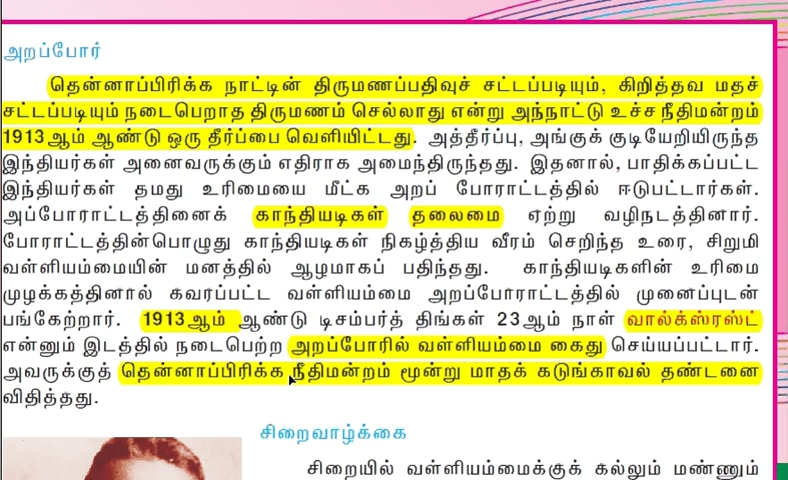 அறப்போர்
தென்னாப்பிரிக்க நாட்டின் திருமணப்பதிவுச் சட்டப்படியும், கிறித்தவ மதச்
சட்டப்படியும் நடைபெறாத திருமணம் செல்லாது என்று அந்நாட்டு உச்ச நீதிமன்றம்
1913ஆம் ஆண்டு ஒரு தீர்ப்பை வெளியிட்டது. அத்தீர்ப்பு, அங்குக் குடியேறியிருந்த
இந்தியர்கள் அனைவருக்கும் எதிராக அமைந்திருந்தது. இதனால், பாதிக்கப்பட்ட
இந்தியர்கள் தமது உரிமையை மீட்க அறப் போராட்டத்தில் ஈடுபட்டார்கள்.
அப்போராட்டத்தினைக் காந்தியடிகள் தலைமை ஏற்று வழிநடத்தினார்.
போராட்டத்தின்பொழுது காந்தியடிகள் நிகழ்த்திய வீரம் செறிந்த உரை, சிறுமி
வள்ளியம்மையின் மனத்தில் ஆழமாகப் பதிந்தது. காந்தியடிகளின் உரிமை
முழக்கத்தினால் கவரப்பட்ட வள்ளியம்மை அறப்போராட்டத்தில் முனைப்புடன்
பங்கேற்றார். 1913ஆம் ஆண்டு டிசம்பர்த் திங்கள் 23ஆம் நாள் வால்க்ஸ்ரஸ்ட்
என்னும் இடத்தில் நடைபெற்ற அறப்போரில் வள்ளியம்மை கைது செய்யப்பட்டார்.
அவருக்குத் தென்னாப்பிரிக்க நீதிமன்றம் மூன்று மாதக் கடுங்காவல் தண்டனை
விதித்தது.
சிறைவாழ்க்கை
சிறையில் வள்ளியம்மைக்குக் கல்லும் மண்ணும்